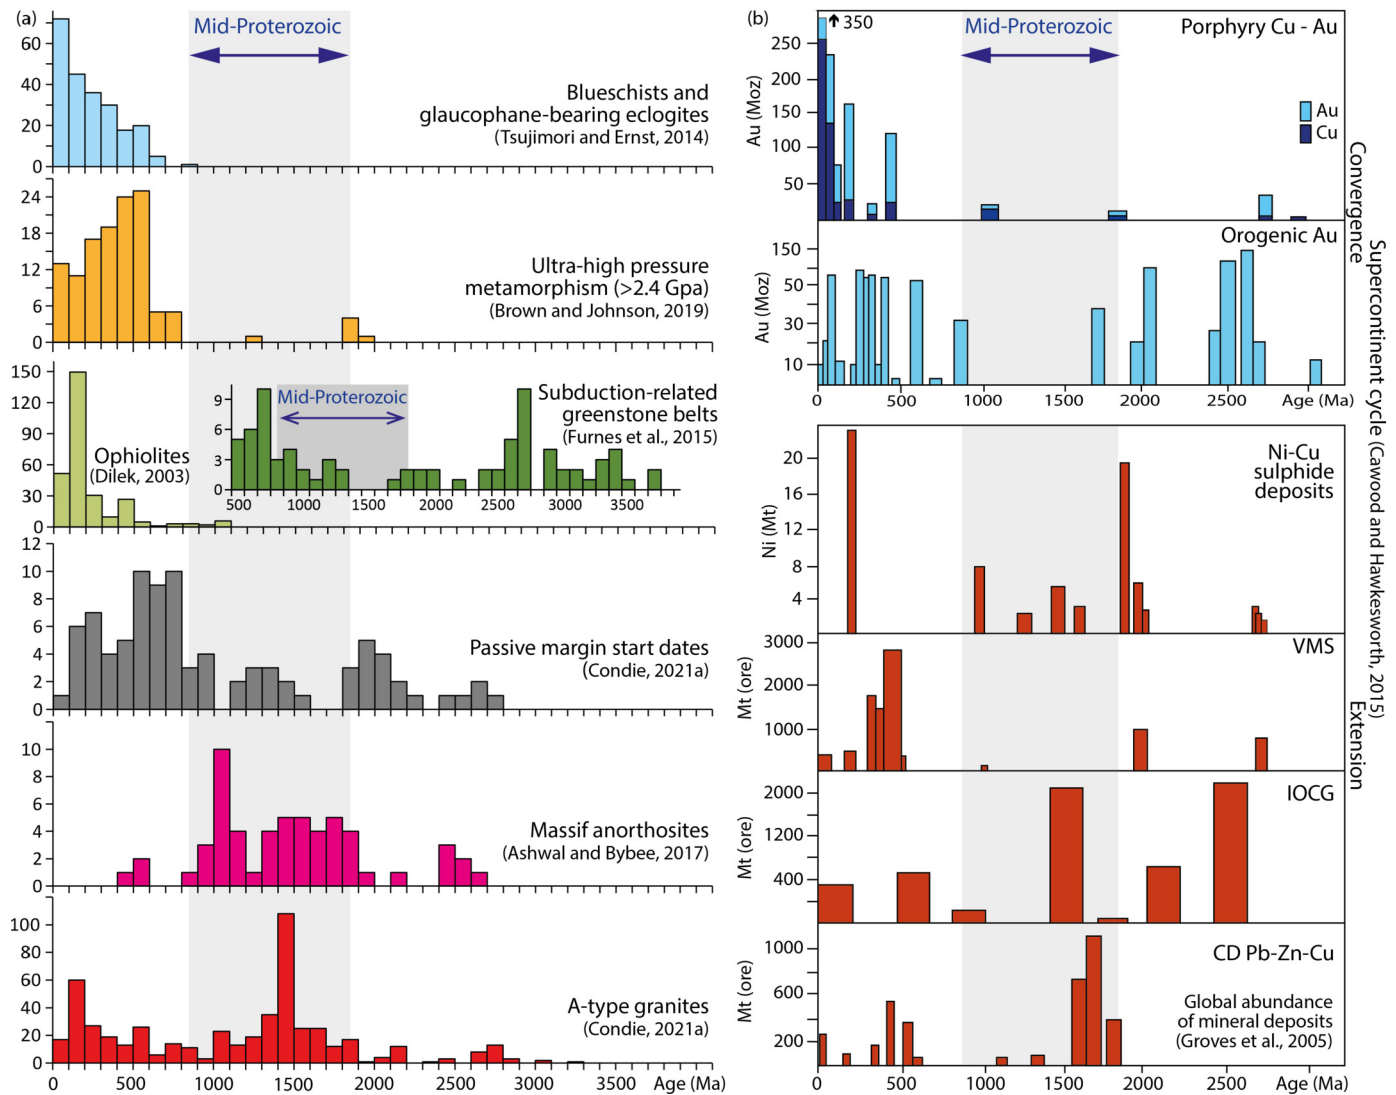 (a)
Mid-Proterozoic
60
40
20
0
Blueschists and
glaucophane-bearing eclogites
(Tsujimori and Ernst, 2014)
24
18
12
6
0
Ultra-high pressure
metamorphism (>2.4 Gpa)
(Brown and Johnson, 2019)
150
120
90
60
30
0
Ophiolites
(Dilek, 2003)
9
6
3
Mid-Proterozoic
500 1000 1500 2000 2500 3000 3500
Subduction-related
greenstone belts
(Furnes et al., 2015)
12
10
8
6
4
2
0
Passive margin start dates
(Condie, 2021a)
10
8
6
4
2
0
Massif anorthosites
(Ashwal and Bybee, 2017)
100
80
60
40
20
0
A-type granites
(Condie, 2021a)
0 500 1000 1500 2000 2500 3000 3500 Age (Ma)
(b)
350
Mid-Proterozoic
Porphyry Cu - Au
Au (Moz)
250
200
150
100
50
Au
Cu
Orogenic Au
Au (Moz)
150
50
30
10
0 500 1000 1500 2000 2500 Age (Ma)
Ni-Cu
sulphide
deposits
Ni (Mt)
20
16
12
8
4
VMS
Mt (ore)
3000
2000
1000
IOCG
Mt (ore)
2000
1200
400
CD Pb-Zn-Cu
Mt (ore)
1000
600
200
Global abundance
of mineral deposits
(Groves et al., 2005)
0 500 1000 1500 2000 2500 Age (Ma)
Convergence
Extension
Supercontinent cycle (Cawood and Hawkesworth, 2015)